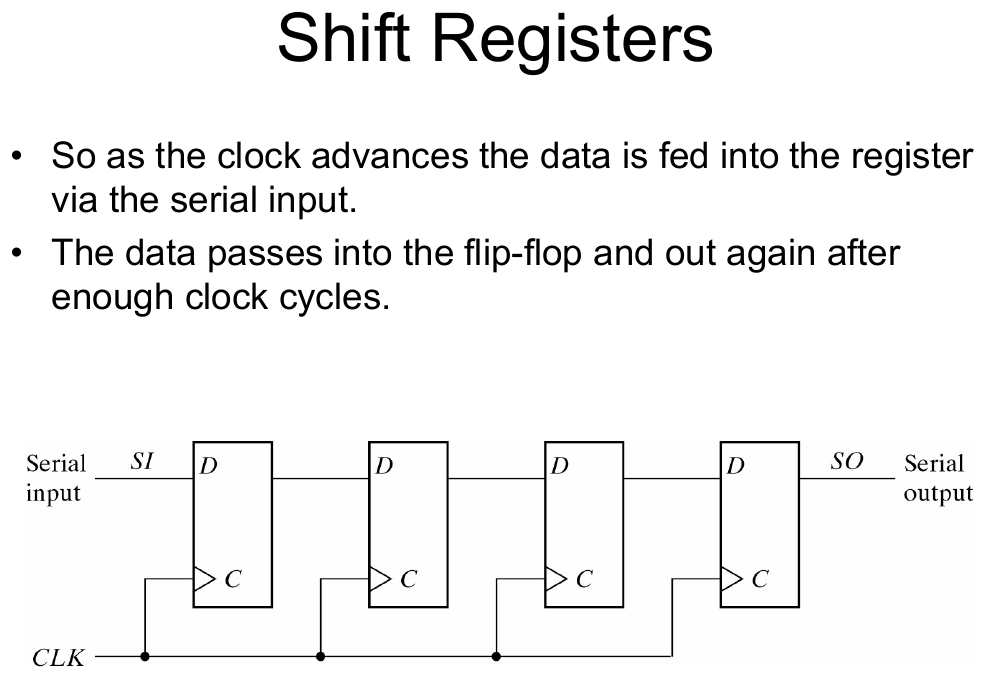 Shift Registers
• So as the clock advances the data is fed into the register
via the serial input.
• The data passes into the flip-flop and out again after
enough clock cycles.
Serial
input
SI
D
D
D
D
SO
Serial
output
C
C
C
C
CLK